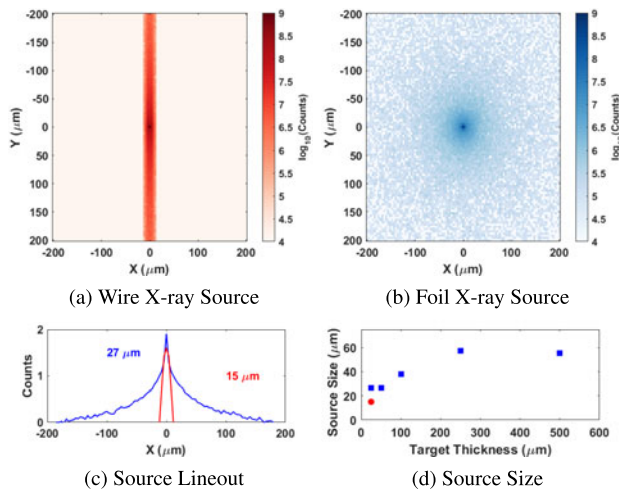 -200
-150
-100
-50
0
50
100
150
200
Y (μm)
-200 -100 0 100 200
X (μm)
9
8.5
8
7.5
7
6.5
6
5.5
5
4.5
4
log10(Counts)
(a) Wire X-ray Source
-200
-150
-100
-50
0
50
100
150
200
Y (μm)
-200 -100 0 100 200
X (μm)
9
8.5
8
7.5
7
6.5
6
5.5
5
4.5
4
(Counts)
(b) Foil X-ray Source
2
1
0
Counts
27 μm
15 μm
-200 -100 0 100 200
X (μm)
(c) Source Lineout
60
40
20
0
Source Size (μm)
0 100 200 300 400 500 600
Target Thickness (μm)
(d) Source Size